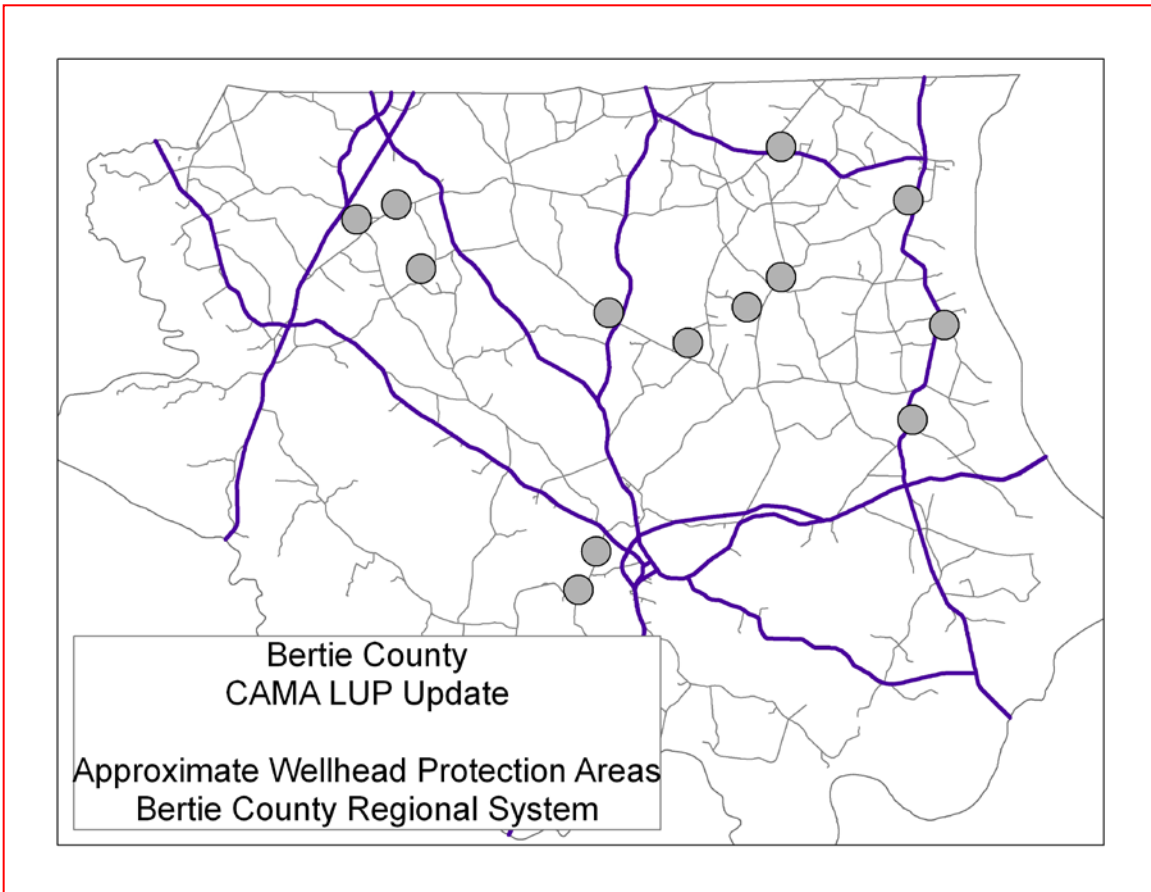 Bertie County
CAMA LUP Update
Approximate Wellhead Protection Areas
Bertie County Regional System